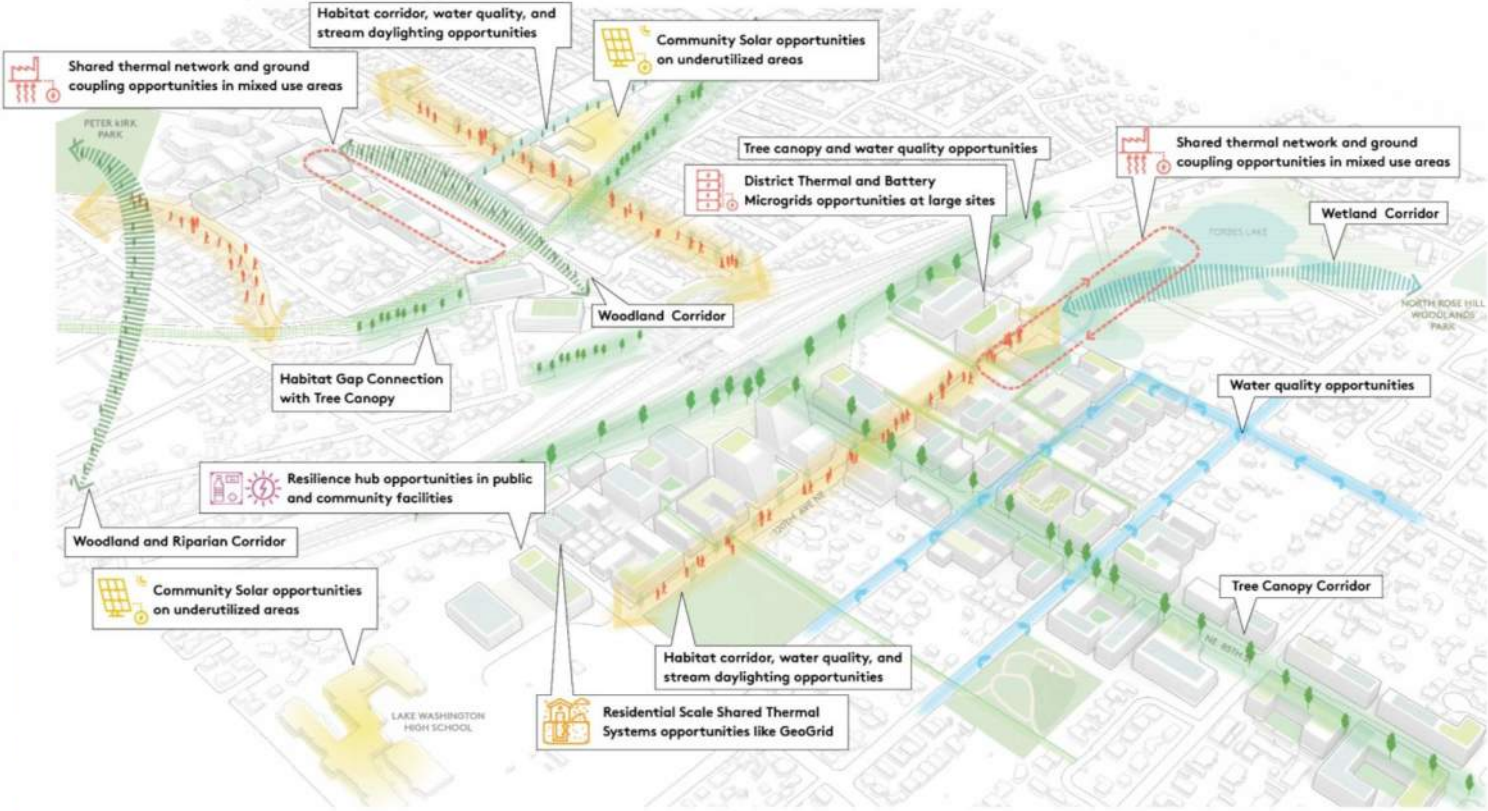 Habitat corridor, water quality, and
stream daylighting opportunities
Community Solar opportunities
on underutilized areas
Shared thermal network and ground
coupling opportunities in mixed use areas
PETER KIRK
PARK
Tree canopy and water quality opportunities
Shared thermal network and ground
coupling opportunities in mixed use areas
District Thermal and Battery
Microgrids opportunities at large sites
Wetland Corridor
FORBES LAKE
NORTH ROSE HILL
WOODLANDS
PARK
Woodland Corridor
Habitat Gap Connection
with Tree Canopy
Water quality opportunities
Resilience hub opportunities in public
and community facilities
120TH AVE NE
Woodland and Riparian Corridor
Community Solar opportunities
on underutilized areas
Tree Canopy Corridor
NE 85TH
Habitat corridor, water quality, and
stream daylighting opportunities
LAKE WASHINGTON
HIGH SCHOOL
Residential Scale Shared Thermal
Systems opportunities like GeoGrid